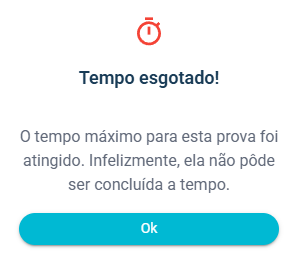 Tempo esgotado!
O tempo máximo para esta prova foi
atingido. Infelizmente, ela não pôde
ser concluída a tempo.
Ok